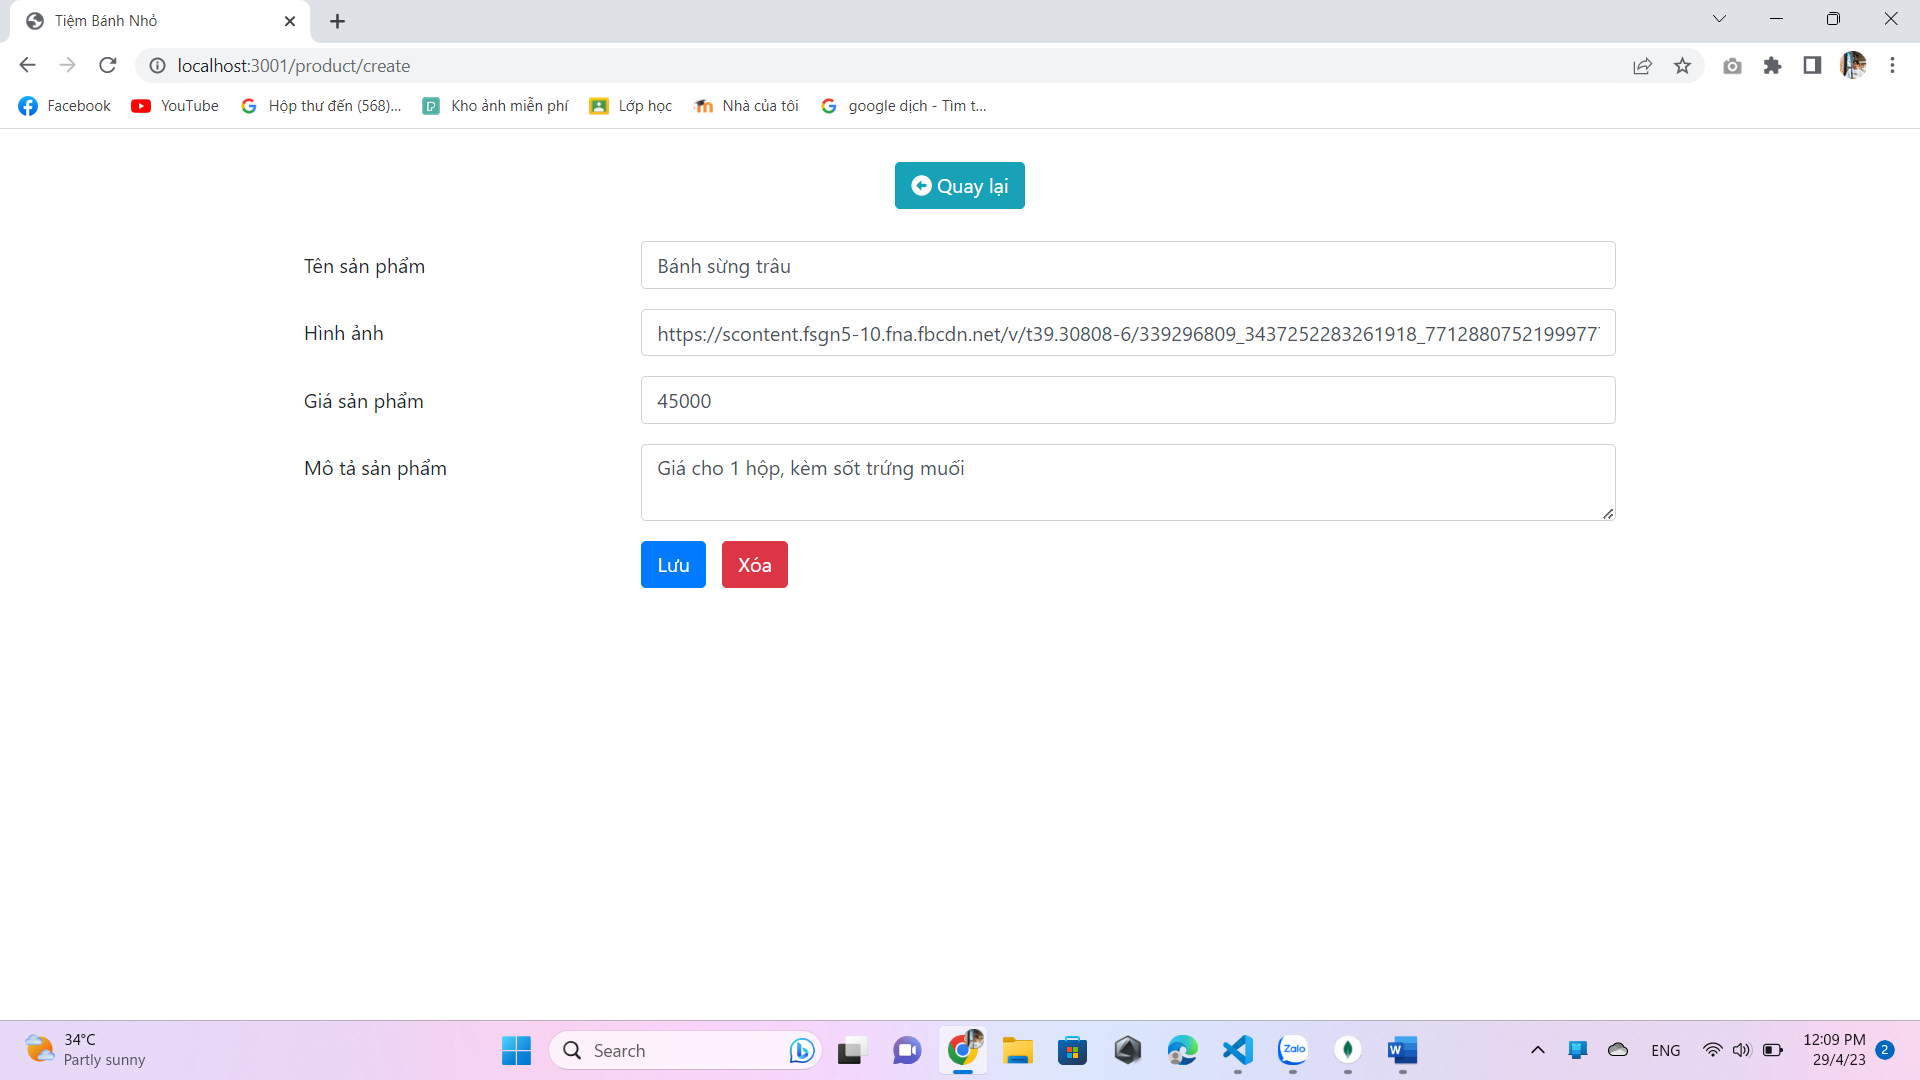 Tiệm Bánh Nhỏ
localhost:3001/product/create
Facebook YouTube Hộp thư đến (568)... Kho ảnh miễn phí Lớp học Nhà của tôi google dịch - Tìm t...
Quay lại
Tên sản phẩm Bánh sừng trâu
Hình ảnh https://scontent.fsgn5-10.fna.fbcdn.net/v/t39.30808-6/339296809_3437252283261918_771288075219997
Giá sản phẩm 45000
Mô tả sản phẩm Giá cho 1 hộp, kèm sốt trứng muối
Lưu Xóa
34°C
Partly sunny
Search
Zalo
W
ENG
12:09 PM
29/4/23
2